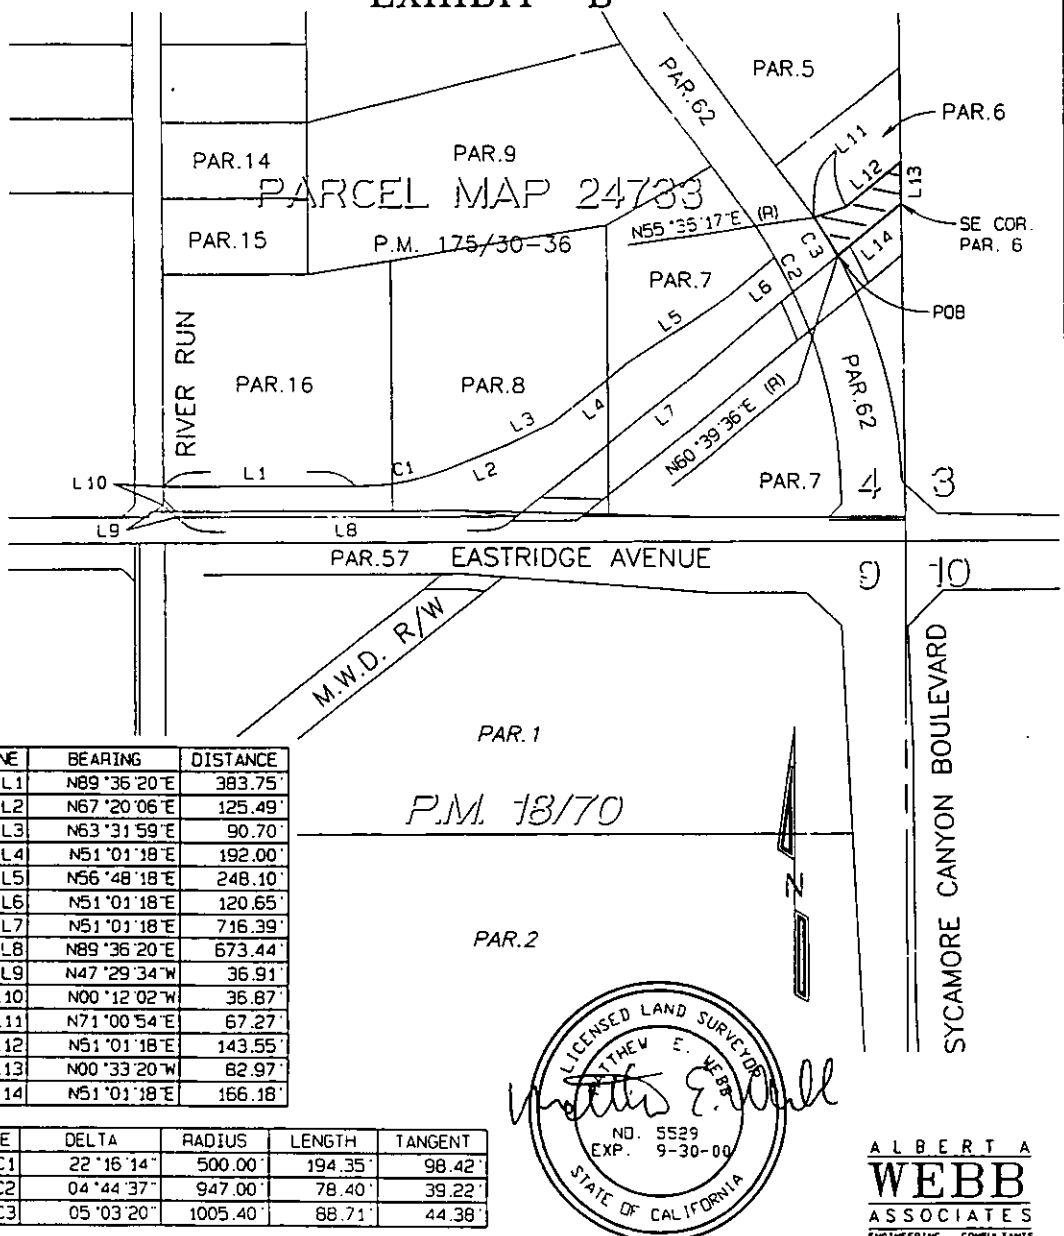 EXHIBIT "B"
PAR.5
PAR.62
PAR.6
L11
L12
L13
PAR.14
PAR.9
PARCEL MAP 24733
N55°35'17"E (R)
SE COR.
PAR. 6
PAR.15
P.M. 175/30-36
C3
C2
L14
PAR.7
L6
POB
L5
RIVER RUN
PAR.16
PAR.8
L4
L3
L7
N60°39'36"E (R)
PAR.62
L10
L1
C1
L2
PAR.7
4
3
L9
L8
PAR.57
EASTRIDGE AVENUE
9
10
M.W.D. R/W
SYCAMORE CANYON BOULEVARD
PAR.1
P.M. 18/70
N
PAR.2
NE BEARING DISTANCE
L1 N89°36'20"E 383.75'
L2 N67°20'06"E 125.49'
L3 N63°31'59"E 90.70'
L4 N51°01'18"E 192.00'
L5 N56°48'18"E 248.10'
L6 N51°01'18"E 120.65'
L7 N51°01'18"E 716.39'
L8 N89°36'20"E 673.44'
L9 N47°29'34"W 36.91'
10 N00°12'02"W 36.87'
11 N71°00'54"E 67.27'
12 N51°01'18"E 143.55'
13 N00°33'20"W 82.97'
14 N51°01'18"E 166.18'
E DELTA RADIUS LENGTH TANGENT
C1 22°16'14" 500.00' 194.35' 98.42'
C2 04°44'37" 947.00' 78.40' 39.22'
C3 05°03'20" 1005.40' 88.71' 44.38'
LICENSED LAND SURVEYOR
MATTHEW E. WEBB
Matthew E. Webb
NO. 5529
EXP. 9-30-00
STATE OF CALIFORNIA
ALBERT A
WEBB
ASSOCIATES
ENGINEERING CONSULTANTS